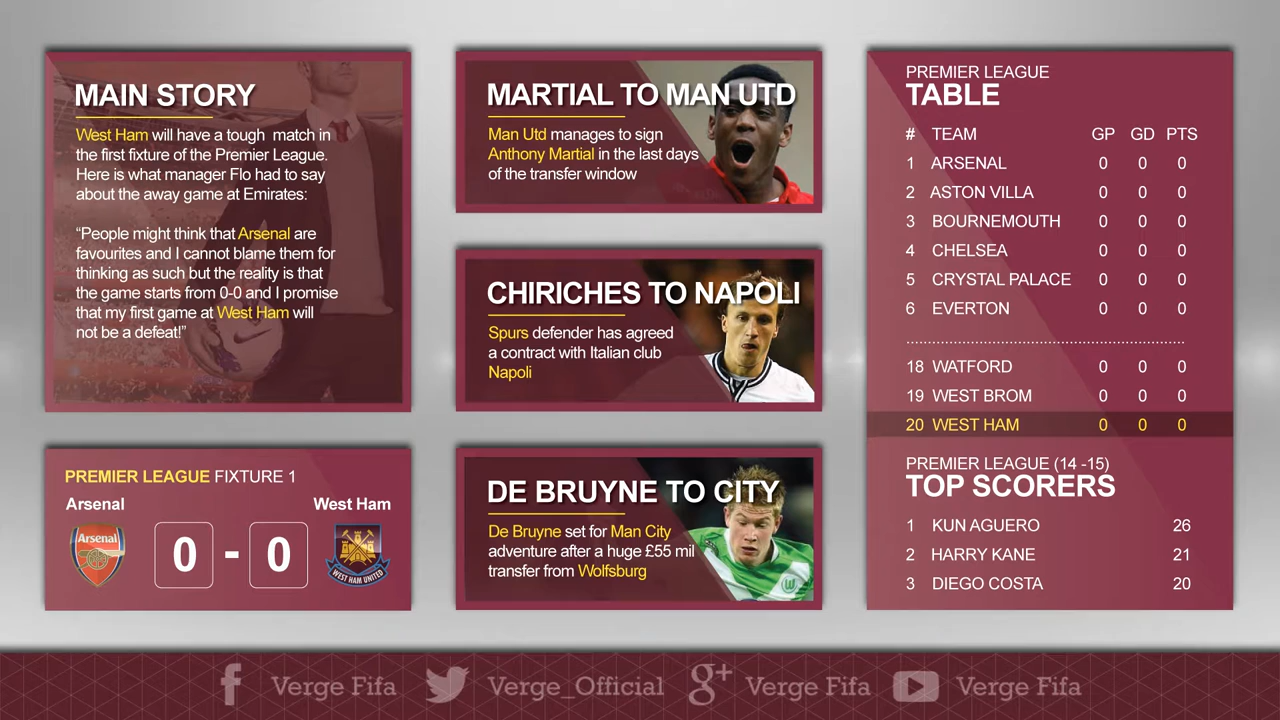 MAIN STORY
West Ham will have a tough match in
the first fixture of the Premier League.
Here is what manager Flo had to say
about the away game at Emirates:
“People might think that Arsenal are
favourites and I cannot blame them for
thinking as such but the reality is that
the game starts from 0-0 and I promise
that my first game at West Ham will
not be a defeat!”
PREMIER LEAGUE FIXTURE 1
Arsenal West Ham
Arsenal
0 - 0
WEST HAM UNITED
MARTIAL TO MAN UTD
Man Utd manages to sign
Anthony Martial in the last days
of the transfer window
CHIRICHES TO NAPOLI
Spurs defender has agreed
a contract with Italian club
Napoli
DE BRUYNE TO CITY
De Bruyne set for Man City
adventure after a huge £55 mil
transfer from Wolfsburg
PREMIER LEAGUE
TABLE
# TEAM GP GD PTS
1 ARSENAL 0 0 0
2 ASTON VILLA 0 0 0
3 BOURNEMOUTH 0 0 0
4 CHELSEA 0 0 0
5 CRYSTAL PALACE 0 0 0
6 EVERTON 0 0 0
18 WATFORD 0 0 0
19 WEST BROM 0 0 0
20 WEST HAM 0 0 0
PREMIER LEAGUE (14 -15)
TOP SCORERS
1 KUN AGUERO 26
2 HARRY KANE 21
3 DIEGO COSTA 20
Verge Fifa Verge_Official g+ Verge Fifa Verge Fifa